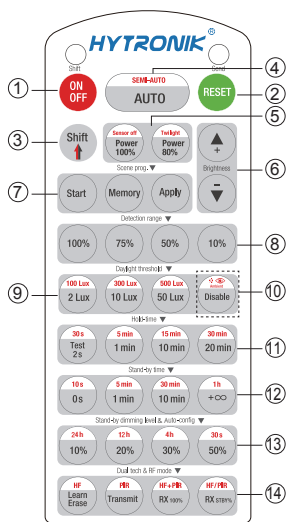 HYTRONIK®
Shift Send
① ON OFF
④ SEMI-AUTO AUTO
② RESET
③ Shift
⑤ Sensor off Power 100% Twilight Power 80%
⑥ + Brightness −
Scene prog. ▼
⑦ Start Memory Apply
Detection range ▼
100% 75% 50% 10% ⑧
Daylight threshold ▼
⑨ 100 Lux 2 Lux 300 Lux 10 Lux 500 Lux 50 Lux Disable ⑩
Hold-time ▼
30 s Test 2s 5 min 1 min 15 min 10 min 30 min 20 min ⑪
Stand-by time ▼
10 s 0s 5 min 1 min 30 min 10 min 1 h +∞ ⑫
Stand-by dimming level & Auto-config ▼
24 h 10% 12 h 20% 4 h 30% 30 s 50% ⑬
Dual tech & RF mode ▼
HF Learn Erase PIR Transmit HF+PIR RX 100% HF/PIR RX STBY% ⑭